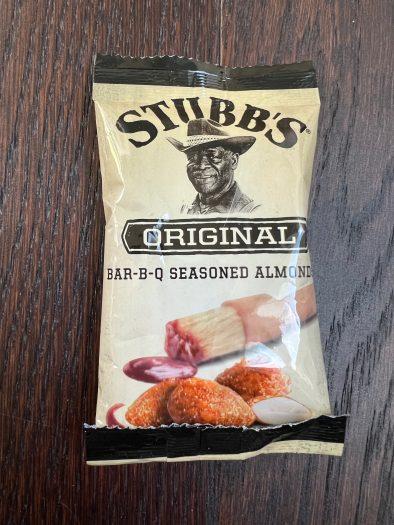 STUBB'S®
ORIGINAL
BAR-B-Q SEASONED ALMOND